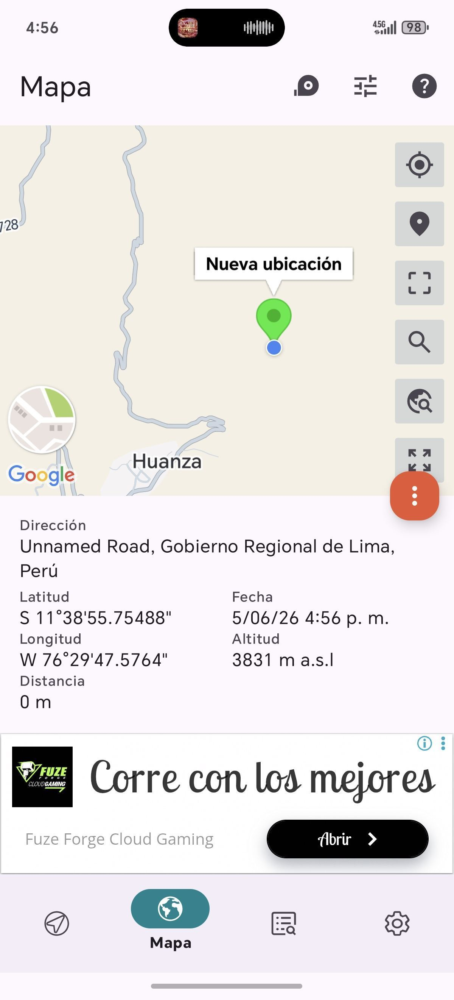 4:56
4.5G
98
Mapa
728
Nueva ubicación
Huanza
Google
Dirección
Unnamed Road, Gobierno Regional de Lima,
Perú
Latitud
S 11°38'55.75488"
Fecha
5/06/26 4:56 p. m.
Longitud
W 76°29'47.5764"
Altitud
3831 m a.s.l
Distancia
0 m
FUZE
FORGE
CLOUDGAMING
Corre con los mejores
Fuze Forge Cloud Gaming
Abrir
Mapa